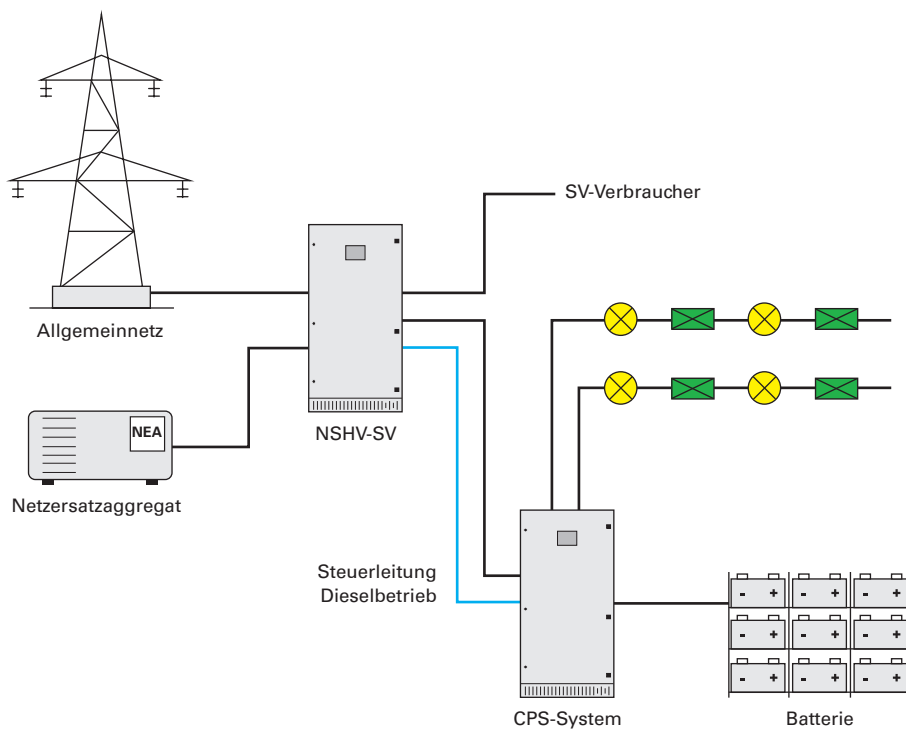 SV-Verbraucher
Allgemeinnetz
NEA
NSHV-SV
Netzersatzaggregat
Steuerleitung
Dieselbetrieb
- + - + - +
- + - + - +
- + - + - +
CPS-System
Batterie